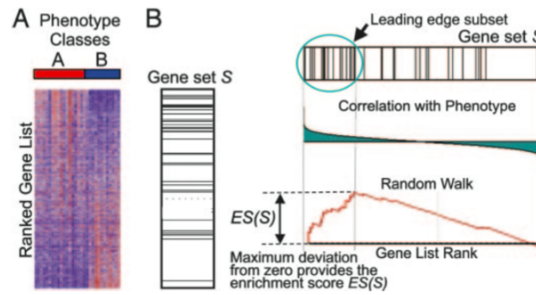 A
Phenotype
Classes
A B
Ranked Gene List
B
Gene set S
Leading edge subset
Gene set S
Correlation with Phenotype
Random Walk
ES(S)
Gene List Rank
Maximum deviation
from zero provides the
enrichment score ES(S)